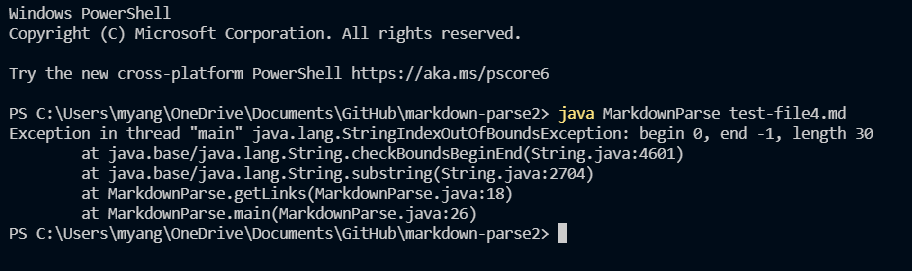 Windows PowerShell
Copyright (C) Microsoft Corporation. All rights reserved.
Try the new cross-platform PowerShell https://aka.ms/pscore6
PS C:\Users\myang\OneDrive\Documents\GitHub\markdown-parse2> java MarkdownParse test-file4.md
Exception in thread "main" java.lang.StringIndexOutOfBoundsException: begin 0, end -1, length 30
        at java.base/java.lang.String.checkBoundsBeginEnd(String.java:4601)
        at java.base/java.lang.String.substring(String.java:2704)
        at MarkdownParse.getLinks(MarkdownParse.java:18)
        at MarkdownParse.main(MarkdownParse.java:26)
PS C:\Users\myang\OneDrive\Documents\GitHub\markdown-parse2>